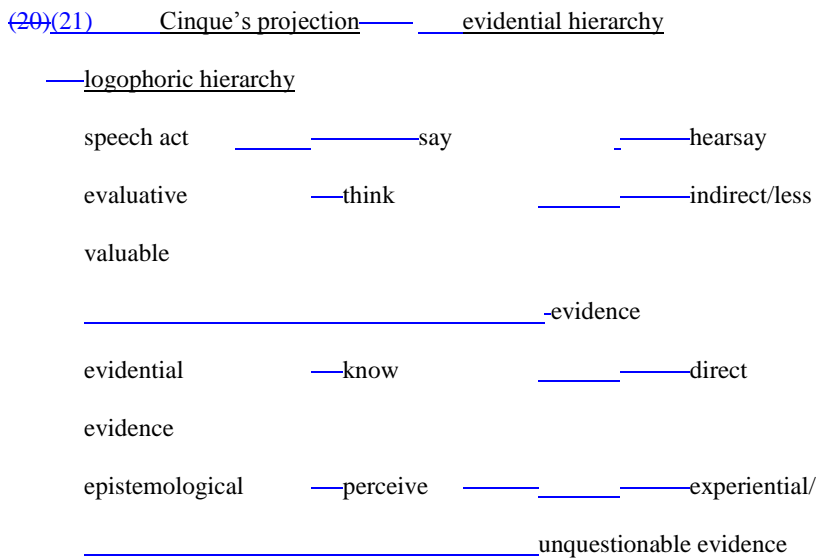 (20)(21) Cinque’s projection evidential hierarchy
logophoric hierarchy
speech act say hearsay
evaluative think indirect/less
valuable
evidence
evidential know direct
evidence
epistemological perceive experiential/
unquestionable evidence